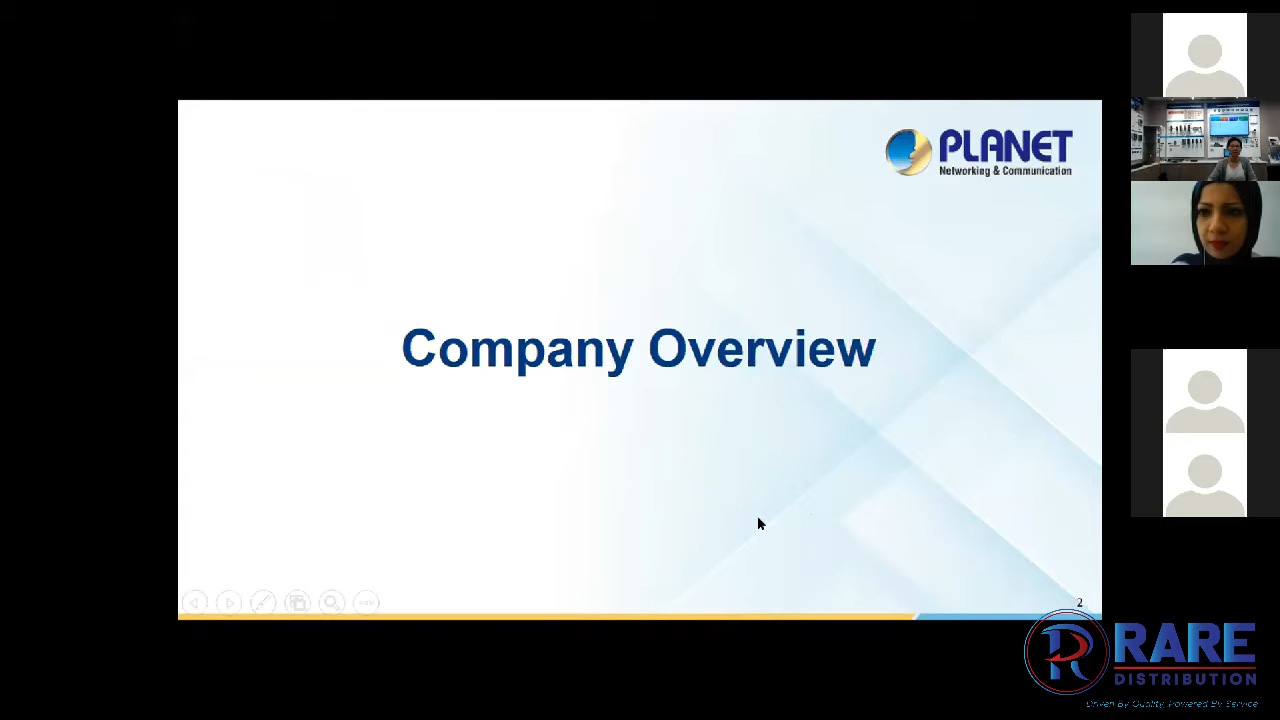 PLANET
Networking & Communication
Company Overview
2
RARE
DISTRIBUTION
Driven By Quality, Powered By Service